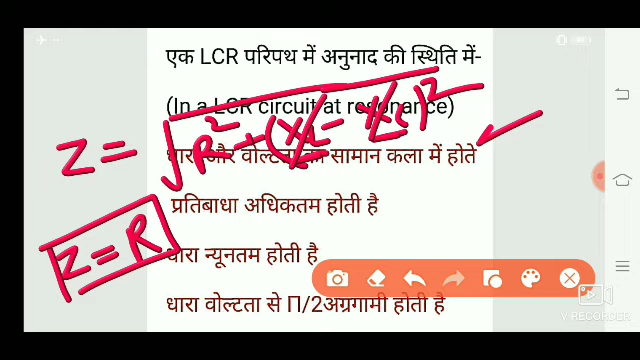 एक LCR परिपथ में अनुनाद की स्थिति में-
(In a LCR circuit at resonance)
Z = √R² + (XL - XC)²
धारा और वोल्टता का सामान कला में होते
प्रतिबाधा अधिकतम होती है
Z = R
धारा न्यूनतम होती है
धारा वोल्टता से Π/2अग्रगामी होती है
V RECORDER